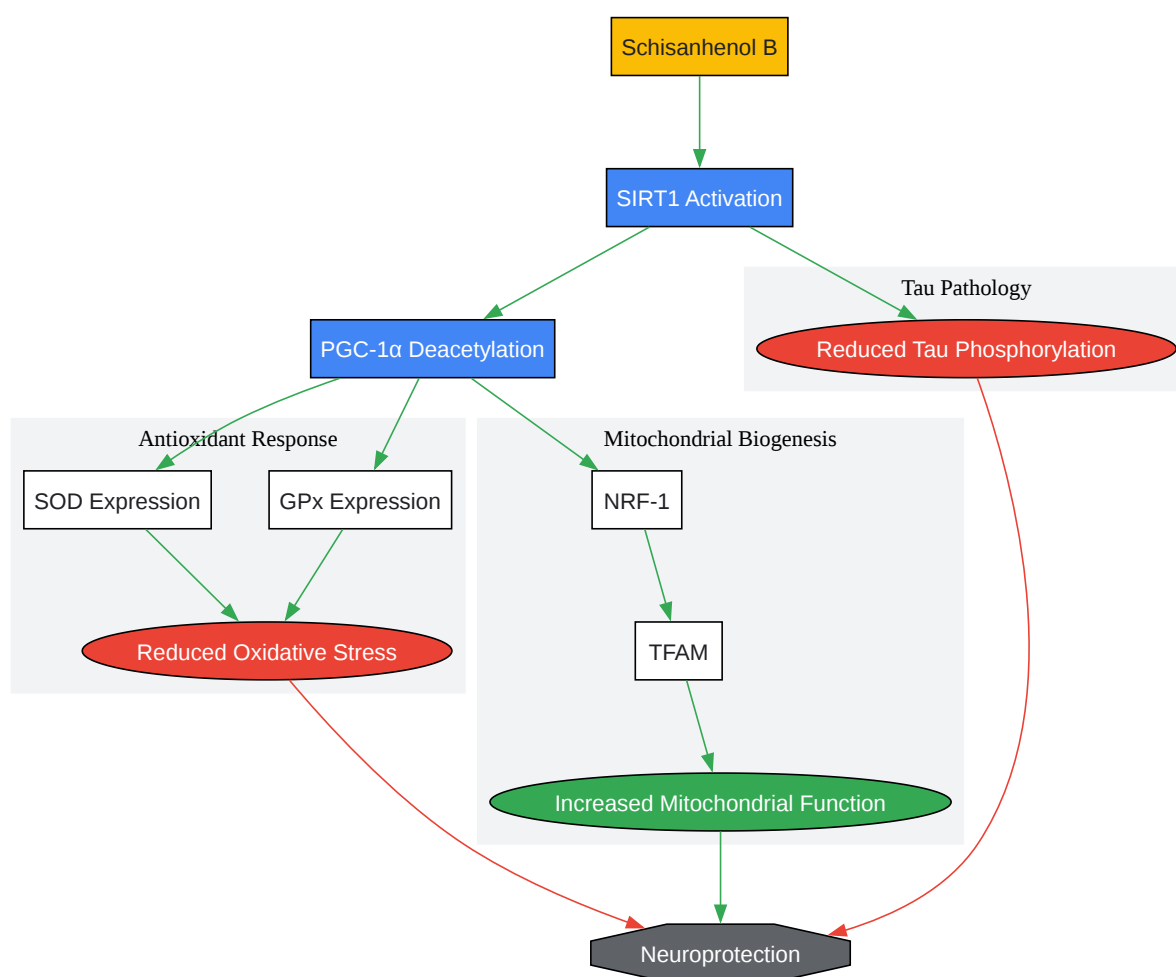 Schisanhenol B
SIRT1 Activation
Tau Pathology
PGC-1α Deacetylation
Reduced Tau Phosphorylation
Antioxidant Response
Mitochondrial Biogenesis
SOD Expression
GPx Expression
NRF-1
Reduced Oxidative Stress
TFAM
Increased Mitochondrial Function
Neuroprotection